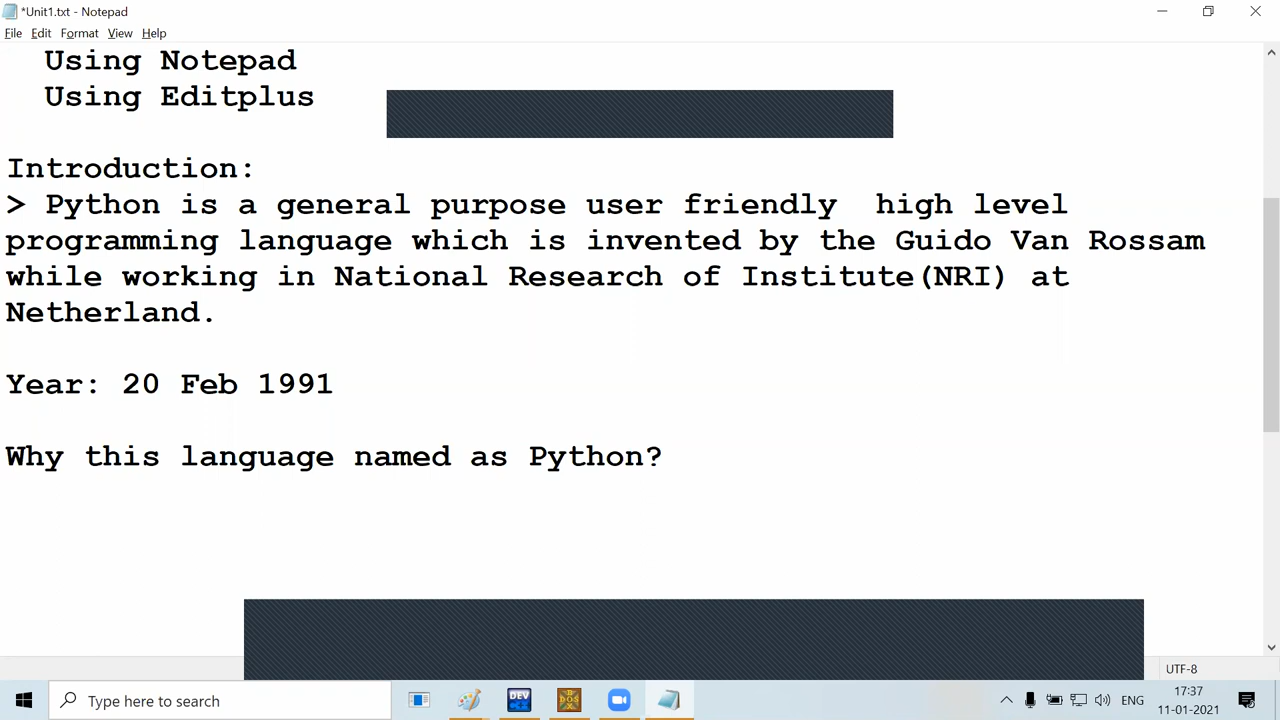 *Unit1.txt - Notepad
File Edit Format View Help
Using Notepad
Using Editplus
Introduction:
> Python is a general purpose user friendly  high level
programming language which is invented by the Guido Van Rossam
while working in National Research of Institute(NRI) at
Netherland.
Year: 20 Feb 1991
Why this language named as Python?
UTF-8
Type here to search
DEV
DOS
ENG
17:37
11-01-2021